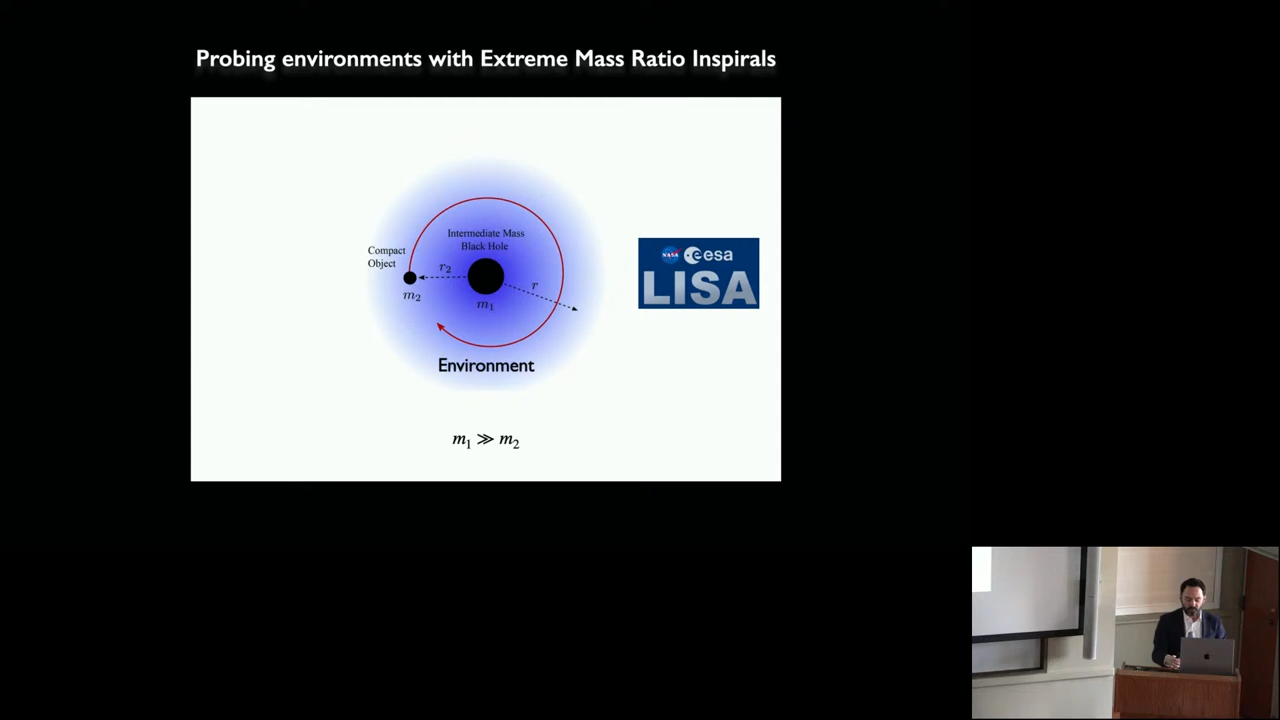 Probing environments with Extreme Mass Ratio Inspirals
Intermediate Mass
Black Hole
Compact
Object
r₂
r
m₂
m₁
NASA
esa
LISA
Environment
m₁ ≫ m₂